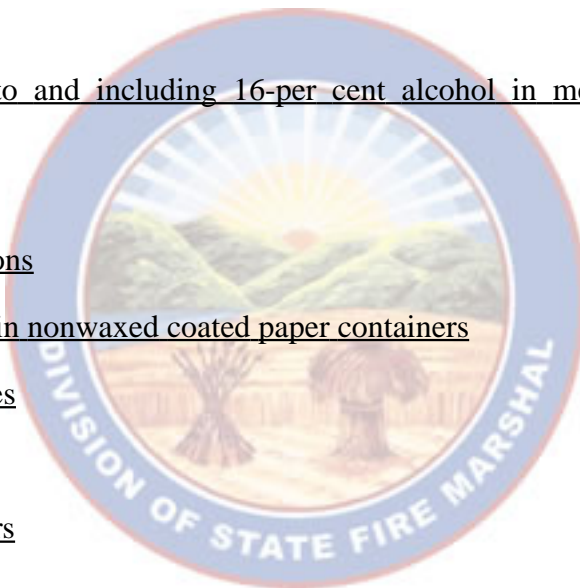 to and including 16-per cent alcohol in
ons
in nonwaxed coated paper containers
es
rs
DIVISION OF STATE FIRE MARSHAL